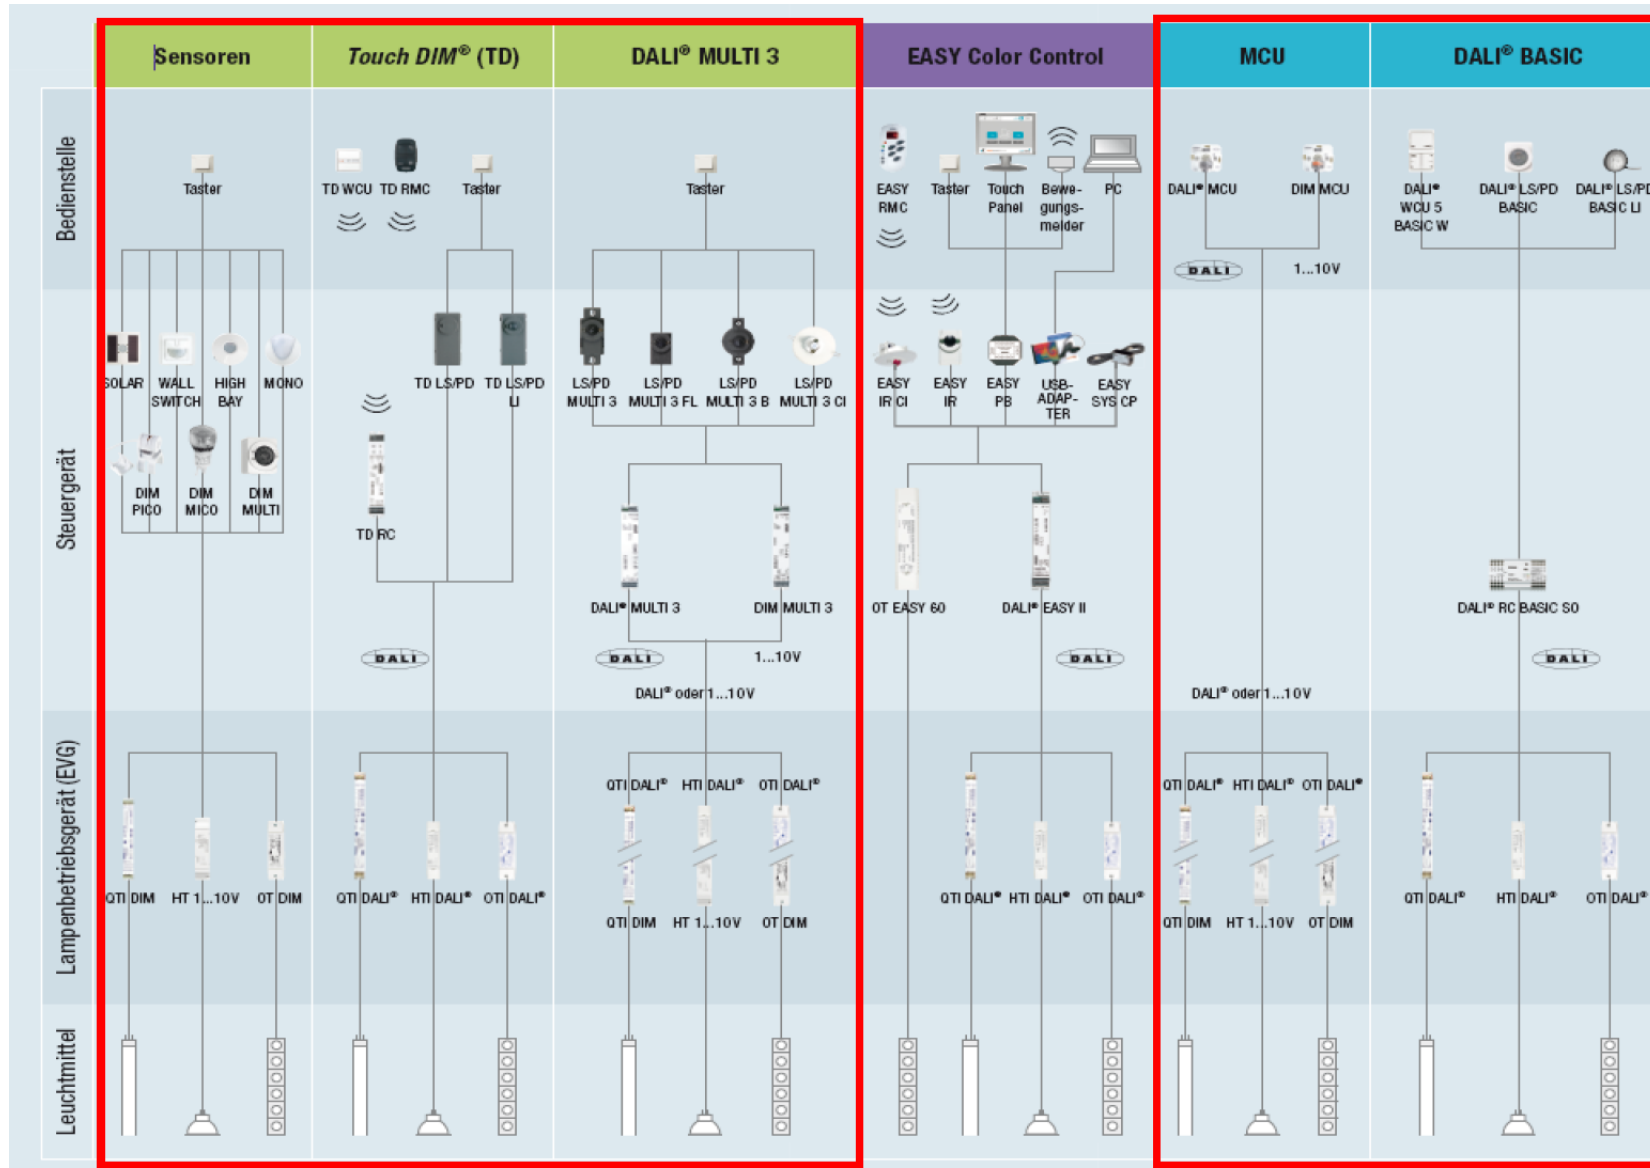 Sensoren
Touch DIM® (TD)
DALI® MULTI 3
EASY Color Control
MCU
DALI® BASIC
Bedienstelle
Taster
TD WCU TD RMC Taster
Taster
EASY
RMC
Taster
Touch
Panel
Bewe-
gungs-
melder
PC
DALI® MCU
DIM MCU
DALI®
WCU 5
BASIC W
DALI® LS/PD
BASIC
DALI® LS/PD
BASIC LI
DALI
1...10V
Steuergerät
SOLAR
WALL
SWITCH
HIGH
BAY
MONO
DIM
PICO
DIM
MICO
DIM
MULTI
TD LS/PD
TD LS/PD
LI
TD RC
DALI
LS/PD
MULTI 3
LS/PD
MULTI 3 FL
LS/PD
MULTI 3 B
LS/PD
MULTI 3 CI
DALI® MULTI 3
DIM MULTI 3
DALI
1...10V
DALI® oder 1...10V
EASY
IR CI
EASY
IR
EASY
PB
USB-
ADAP-
TER
EASY
SYS CP
OT EASY 60
DALI® EASY II
DALI
DALI® oder 1...10V
DALI® RC BASIC SO
DALI
Lampenbetriebsgerät (EVG)
QTI DIM
HT 1...10V
OT DIM
QTI DALI®
HTI DALI®
OTI DALI®
QTI DALI®
HTI DALI®
OTI DALI®
QTI DIM
HT 1...10V
OT DIM
QTI DALI®
HTI DALI®
OTI DALI®
QTI DALI®
HTI DALI®
OTI DALI®
QTI DIM
HT 1...10V
OT DIM
QTI DALI®
HTI DALI®
OTI DALI®
Leuchtmittel